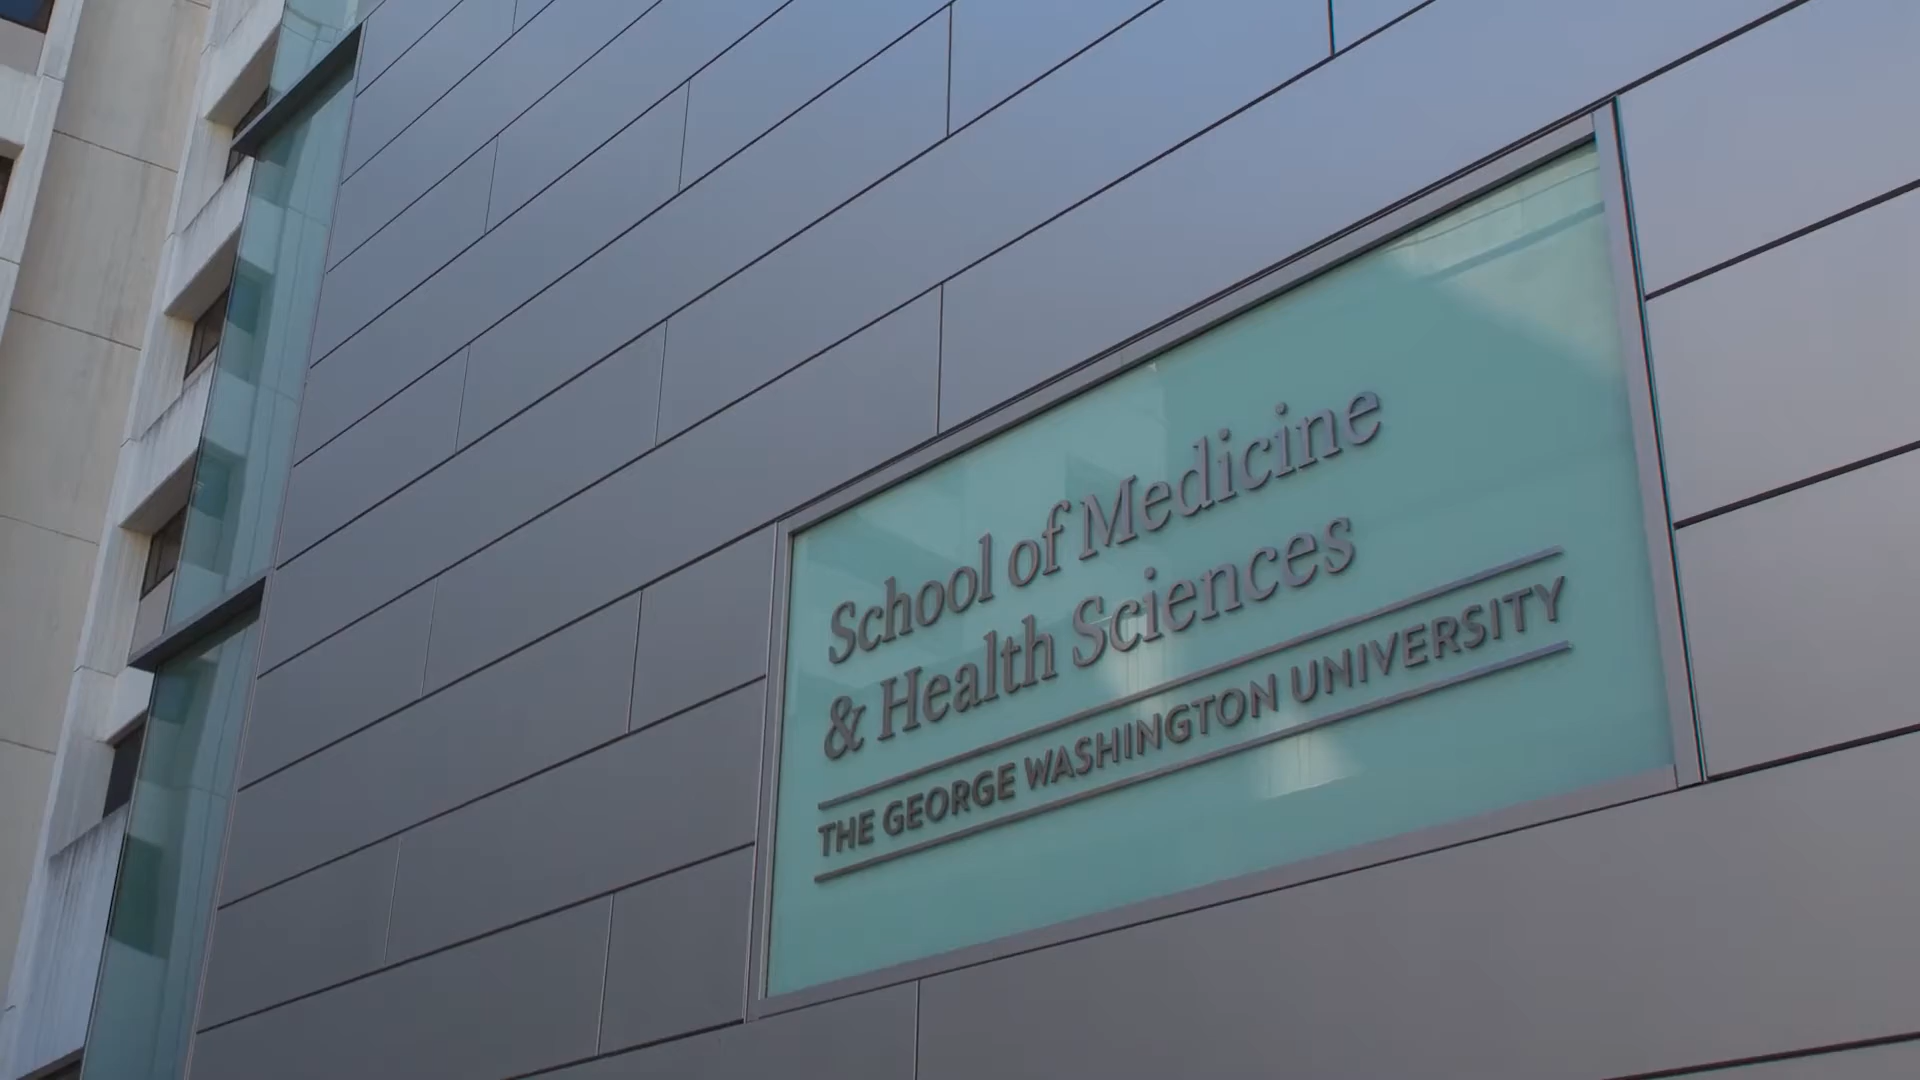 School of Medicine
& Health Sciences
THE GEORGE WASHINGTON UNIVERSITY